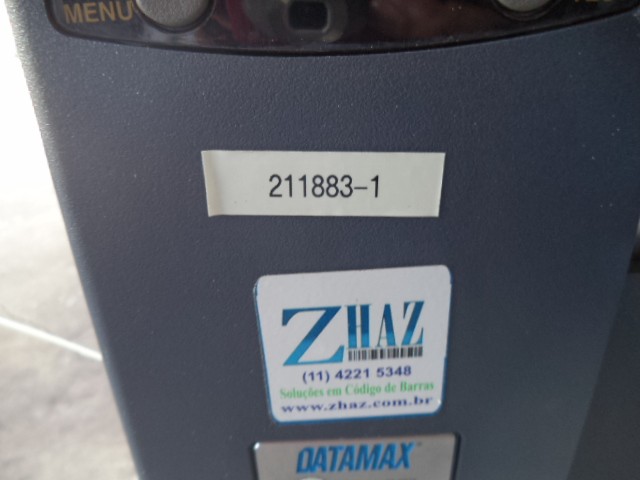 MENU
211883-1
ZHAZ
(11) 4221 5348
Soluções em Código de Barras
www.zhaz.com.br
DATAMAX